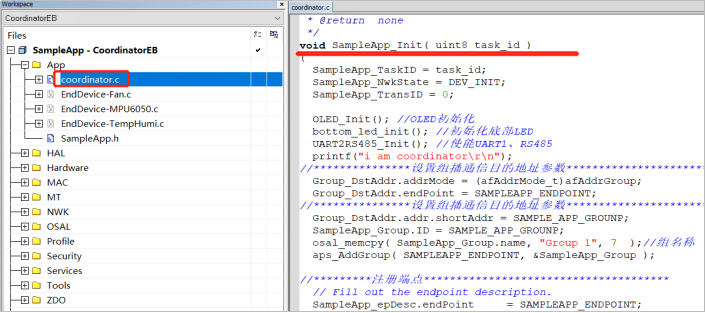 Workspace
CoordinatorEB
Files
SampleApp - CoordinatorEB
App
coordinator.c
EndDevice-Fan.c
EndDevice-MPU6050.c
EndDevice-TempHumi.c
SampleApp.h
HAL
Hardware
MAC
MT
NWK
OSAL
Profile
Security
Services
Tools
ZDO
coordinator.c
* @return  none
*/
void SampleApp_Init( uint8 task_id )
{
SampleApp_TaskID = task_id;
SampleApp_NwkState = DEV_INIT;
SampleApp_TransID = 0;
OLED_Init(); //OLED初始化
bottom_led_init(); //初始化底部LED
UART2RS485_Init(); //使能UART1、RS485
printf("i am coordinator\r\n");
//**************设置组播通信目的地址参数********************
Group_DstAddr.addrMode = (afAddrMode_t)afAddrGroup;
Group_DstAddr.endPoint = SAMPLEAPP_ENDPOINT;
//**************设置组播通信目的地址参数********************
Group_DstAddr.addr.shortAddr = SAMPLE_APP_GROUNP;
SampleApp_Group.ID = SAMPLE_APP_GROUNP;
osal_memcpy( SampleApp_Group.name, "Group 1", 7  );//组名称
aps_AddGroup( SAMPLEAPP_ENDPOINT, &SampleApp_Group );
//*********注册端点*************************************
// Fill out the endpoint description.
SampleApp_epDesc.endPoint     = SAMPLEAPP_ENDPOINT;